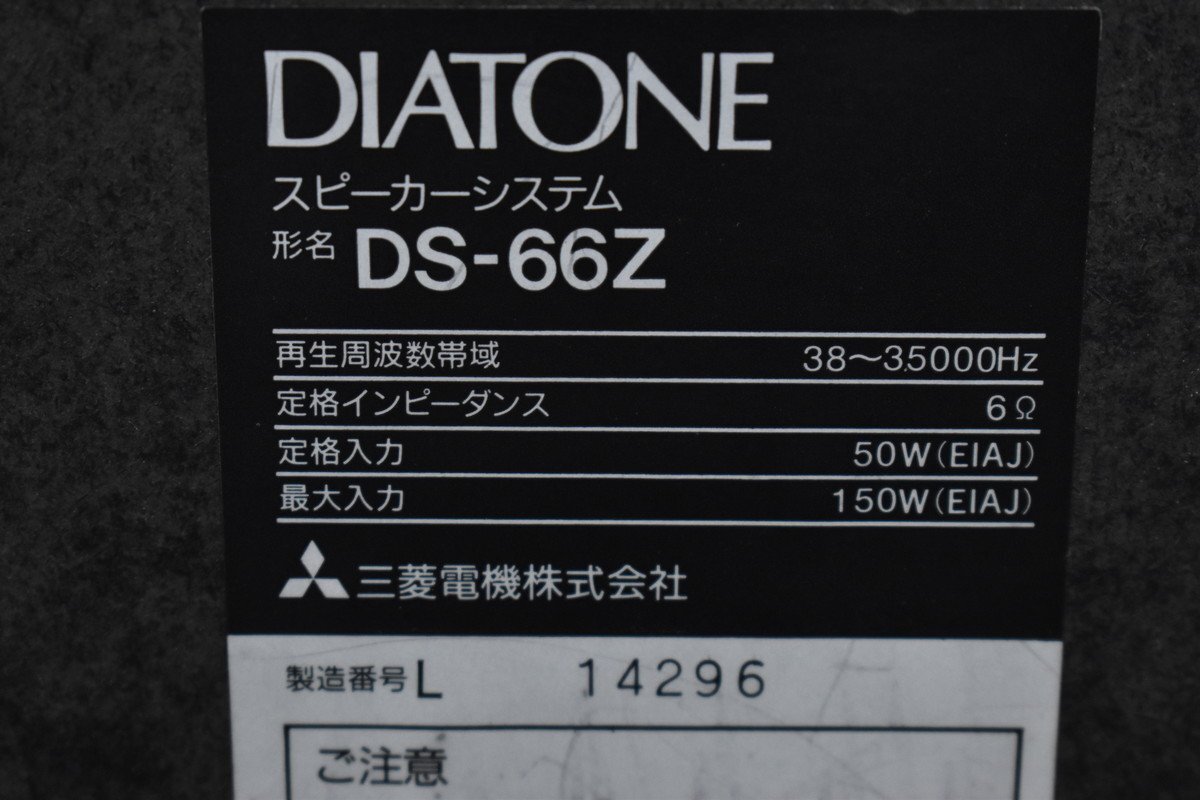 DIATONE
スピーカーシステム
形名 DS-66Z
再生周波数帯域 38～3,5000Hz
定格インピーダンス 6Ω
定格入力 50W(EIAJ)
最大入力 150W(EIAJ)
三菱電機株式会社
製造番号 L 14296
ご注意